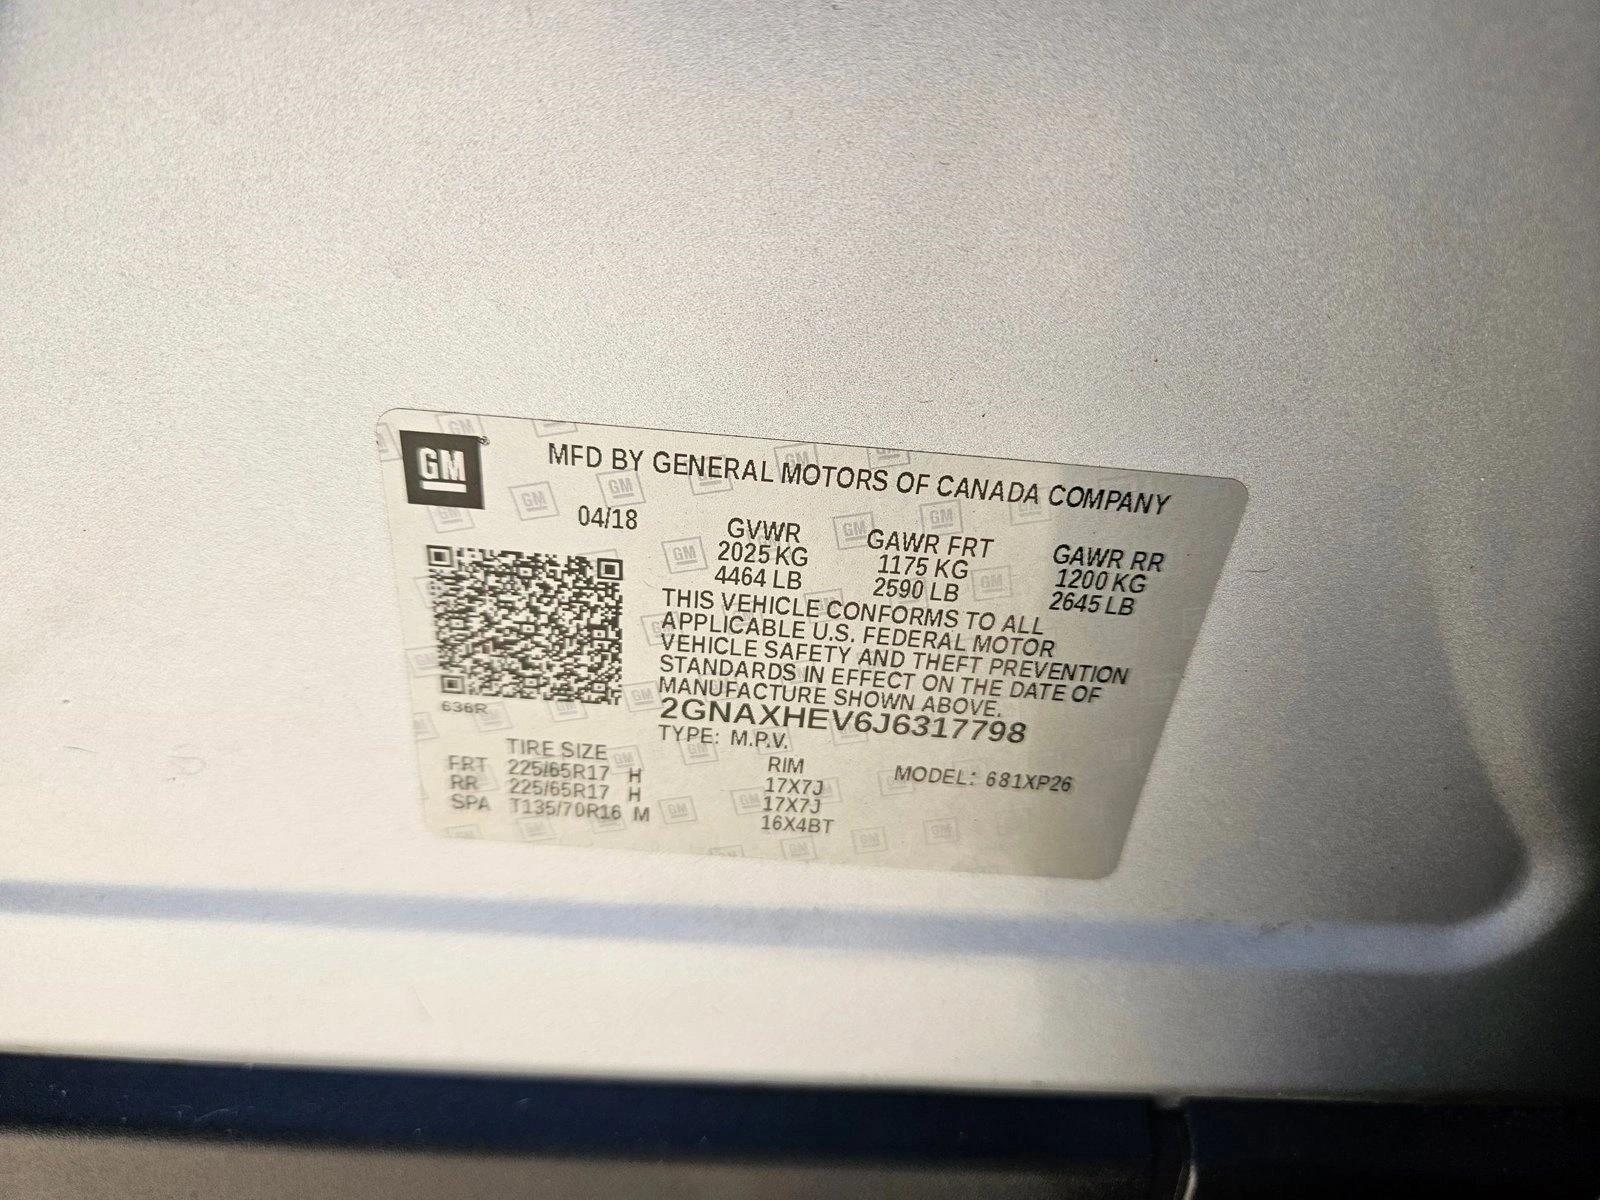 GM
MFD BY GENERAL MOTORS OF CANADA COMPANY
04/18
GVWR
2025 KG
4464 LB
GAWR FRT
1175 KG
2590 LB
GAWR RR
1200 KG
2645 LB
THIS VEHICLE CONFORMS TO ALL
APPLICABLE U.S. FEDERAL MOTOR
VEHICLE SAFETY AND THEFT PREVENTION
STANDARDS IN EFFECT ON THE DATE OF
MANUFACTURE SHOWN ABOVE.
2GNAXHEV6J6317798
TYPE: M.P.V.
636R
TIRE SIZE RIM
FRT 225/65R17 H 17X7J
RR 225/65R17 H 17X7J
SPA T135/70R16 M 16X4BT
MODEL: 681XP26